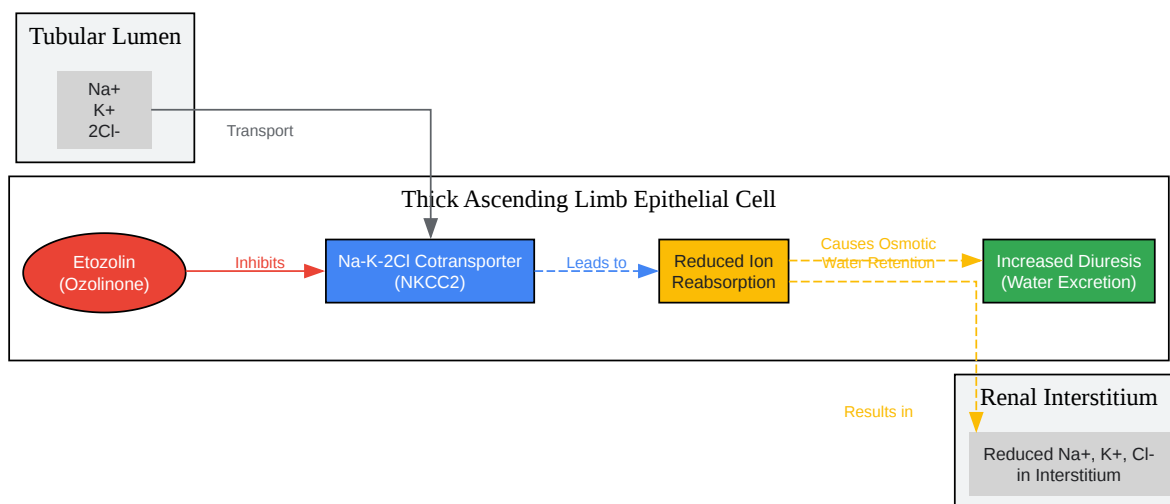 Tubular Lumen
Na+
K+
2Cl-
Transport
Thick Ascending Limb Epithelial Cell
Etozolin
(Ozolinone)
Inhibits
Na-K-2Cl Cotransporter
(NKCC2)
Leads to
Reduced Ion
Reabsorption
Causes Osmotic
Water Retention
Increased Diuresis
(Water Excretion)
Results in
Renal Interstitium
Reduced Na+, K+, Cl-
in Interstitium